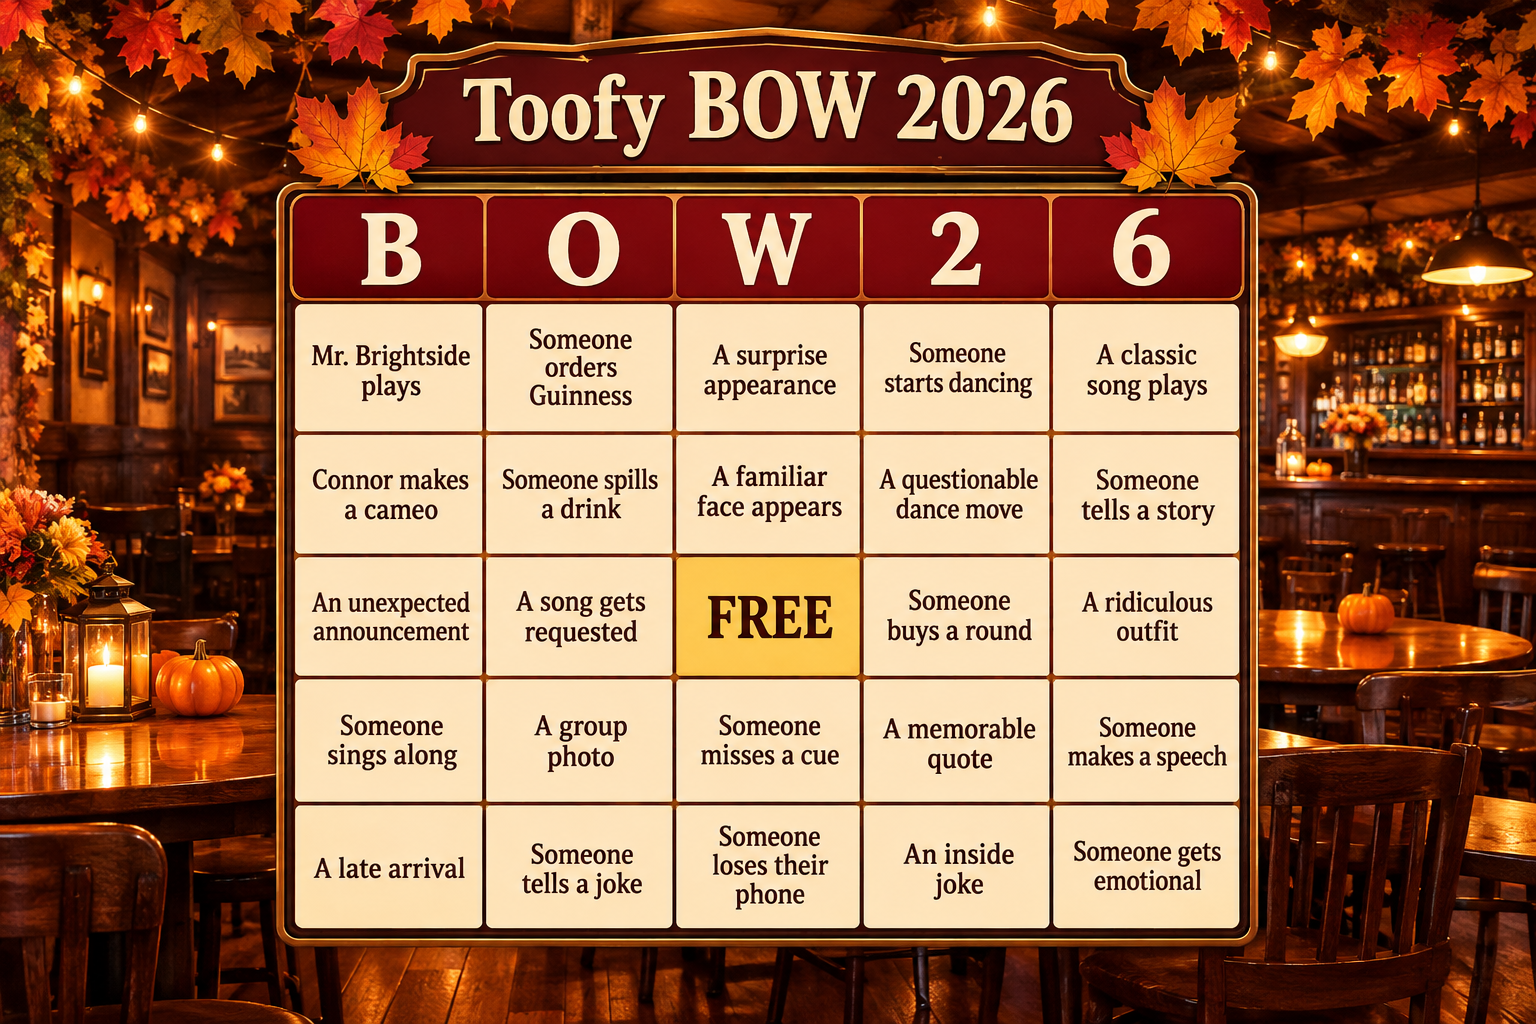 Toofy BOW 2026
B O W 2 6
Mr. Brightside
plays
Someone
orders
Guinness
A surprise
appearance
Someone
starts dancing
A classic
song plays
Connor makes
a cameo
Someone spills
a drink
A familiar
face appears
A questionable
dance move
Someone
tells a story
An unexpected
announcement
A song gets
requested
FREE
Someone
buys a round
A ridiculous
outfit
Someone
sings along
A group
photo
Someone
misses a cue
A memorable
quote
Someone
makes a speech
A late arrival
Someone
tells a joke
Someone
loses their
phone
An inside
joke
Someone gets
emotional